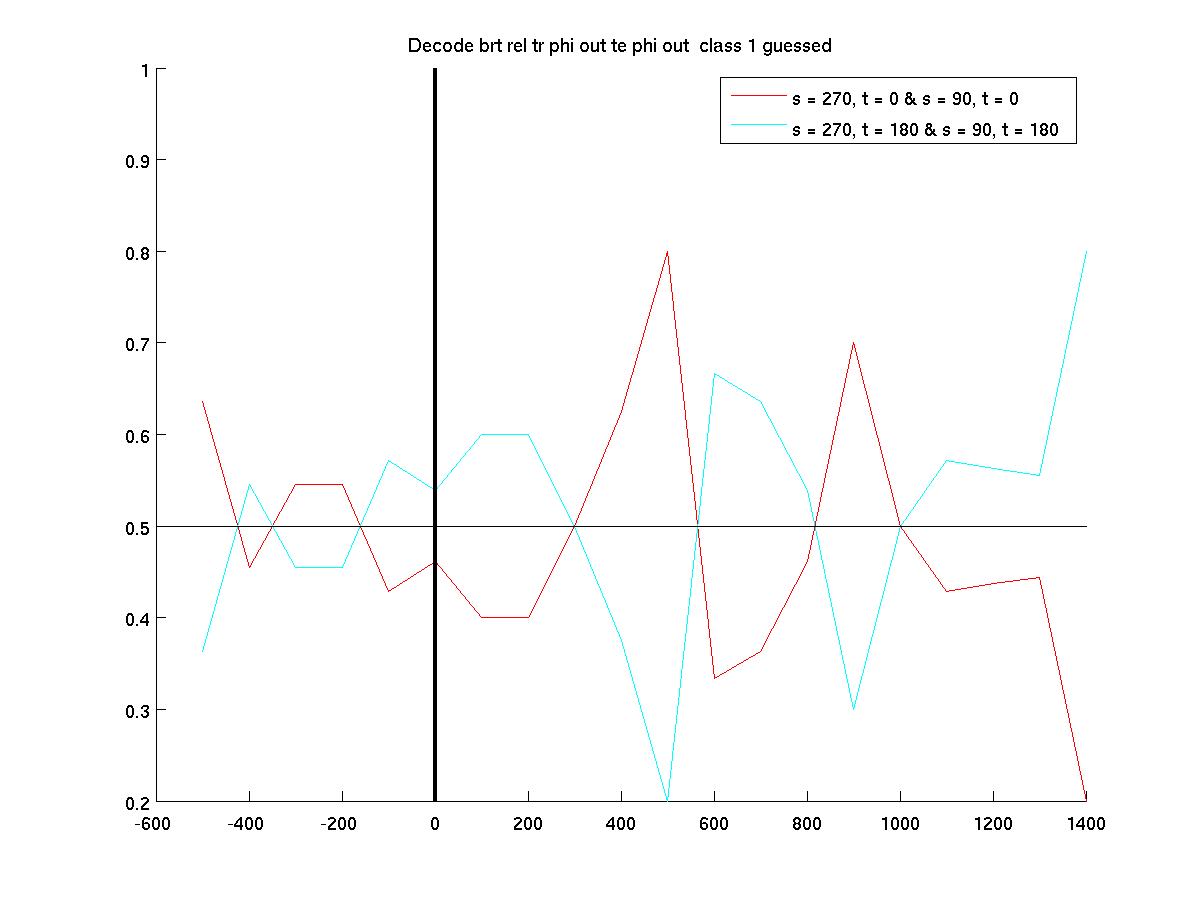 Decode brt rel tr phi out te phi out  class 1 guessed
s = 270, t = 0 & s = 90, t = 0
s = 270, t = 180 & s = 90, t = 180
1
0.9
0.8
0.7
0.6
0.5
0.4
0.3
0.2
-600 -400 -200 0 200 400 600 800 1000 1200 1400